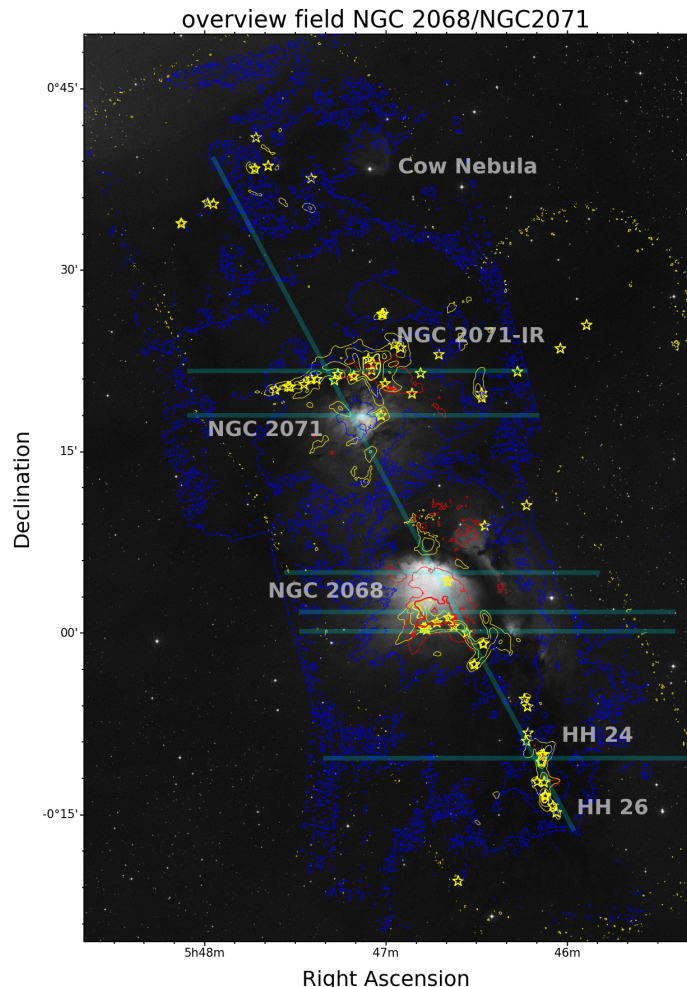 overview field NGC 2068/NGC2071
0°45'
Cow Nebula
30'
NGC 2071-IR
NGC 2071
15'
Declination
NGC 2068
00'
HH 24
HH 26
-0°15'
5h48m
47m
46m
Right Ascension